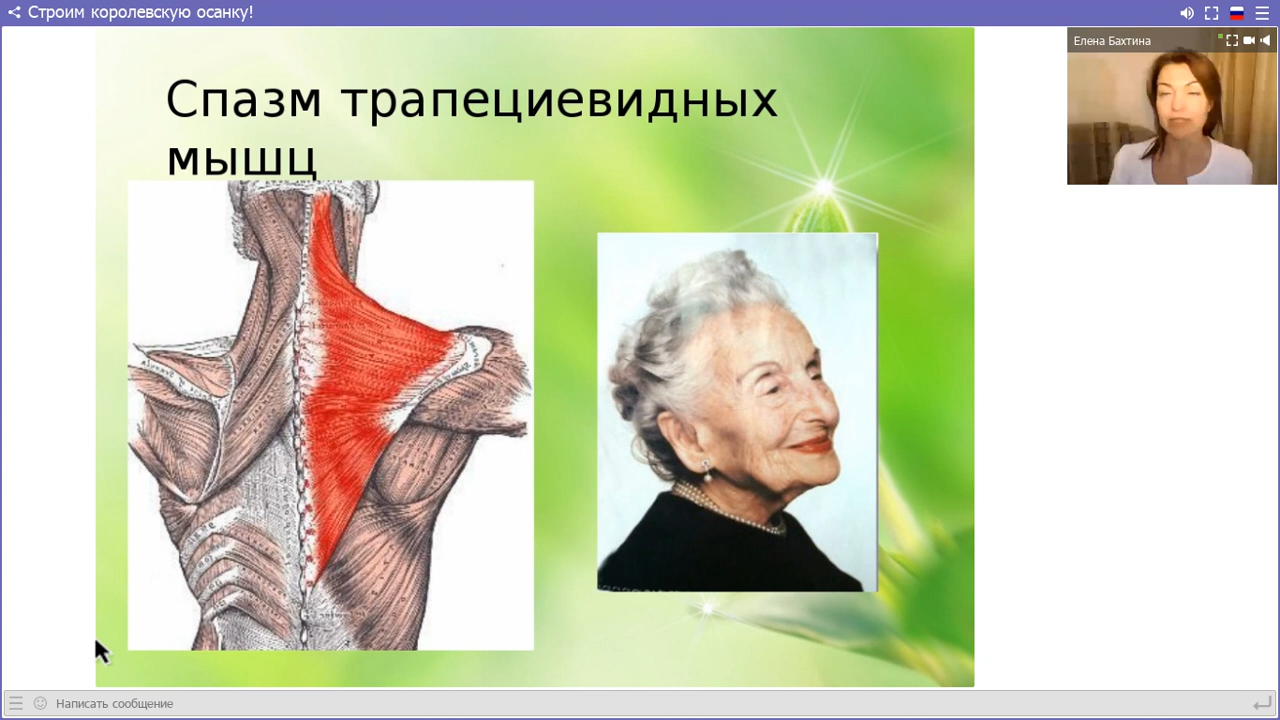 Строим королевскую осанку!
Елена Бахтина
Спазм трапециевидных
мышц
Написать сообщение